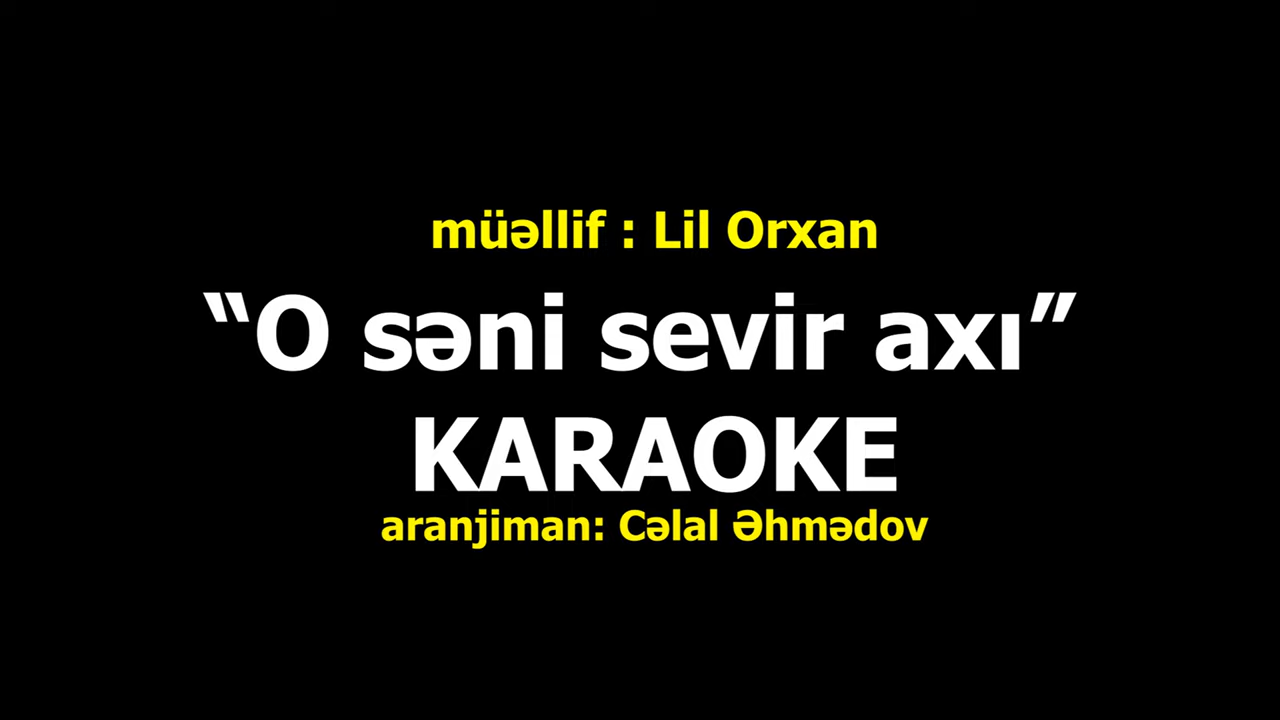 müəllif : Lil Orxan
“O səni sevir axı”
KARAOKE
aranjiman: Cəlal Əhmədov